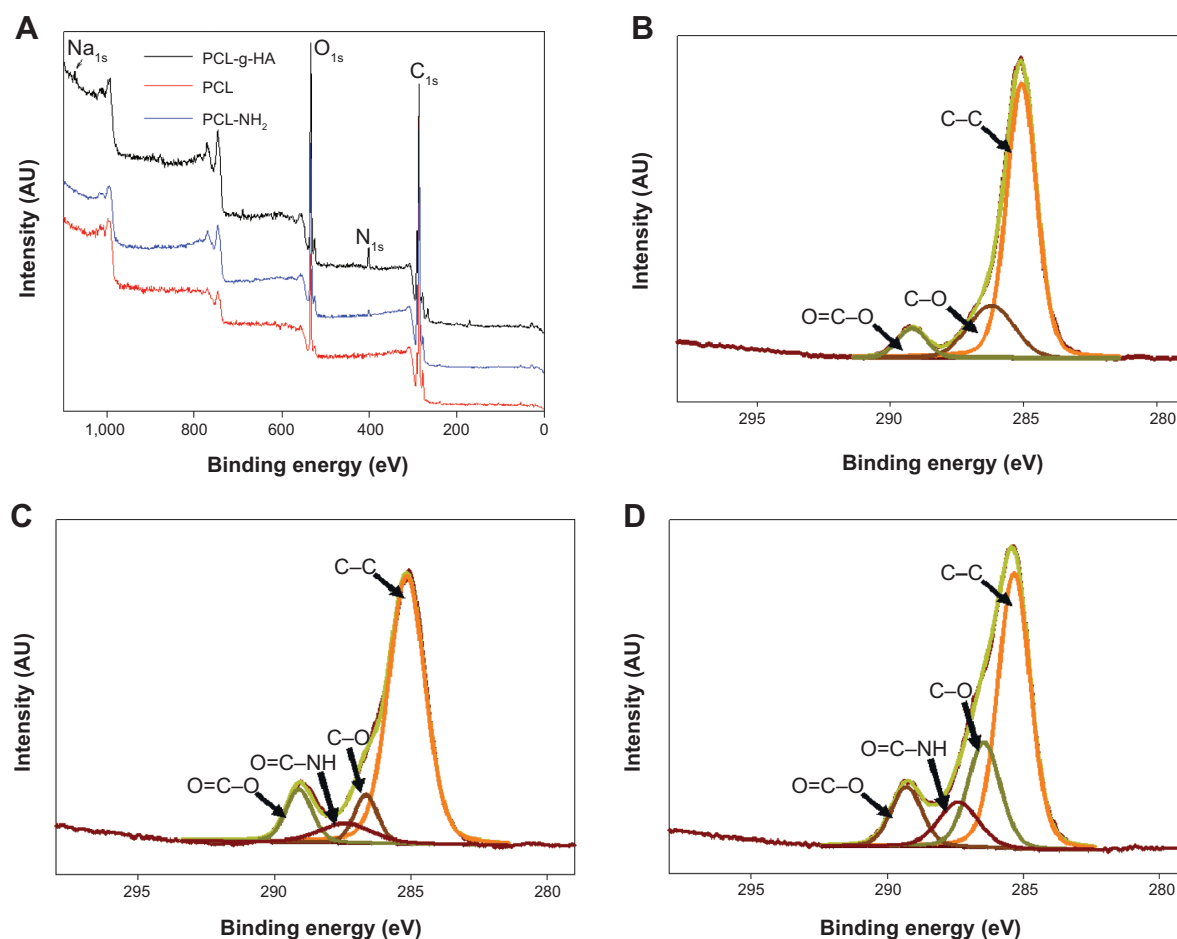 A
Na1s
PCL-g-HA
PCL
PCL-NH2
O1s
C1s
N1s
Intensity (AU)
1,000 800 600 400 200 0
Binding energy (eV)
B
C–C
C–O
O=C–O
Intensity (AU)
295 290 285 280
Binding energy (eV)
C
C–C
C–O
O=C–NH
O=C–O
Intensity (AU)
295 290 285 280
Binding energy (eV)
D
C–C
C–O
O=C–NH
O=C–O
Intensity (AU)
295 290 285 280
Binding energy (eV)